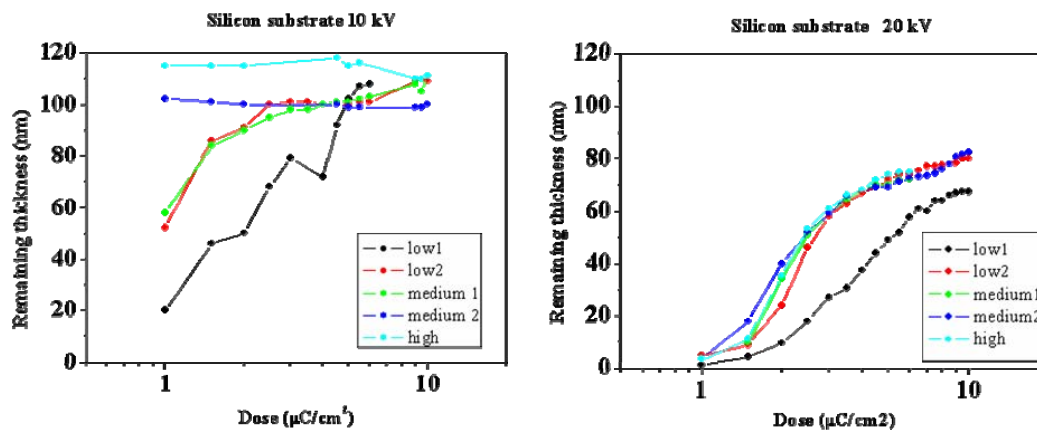 Silicon substrate 10 kV
Remaining thickness (nm)
120
100
80
60
40
20
0
low1
low2
medium 1
medium 2
high
1
10
Dose (μC/cm²)
Silicon substrate 20 kV
Remaining thickness (nm)
120
100
80
60
40
20
0
low1
low2
medium1
medium2
high
1
10
Dose (μC/cm2)